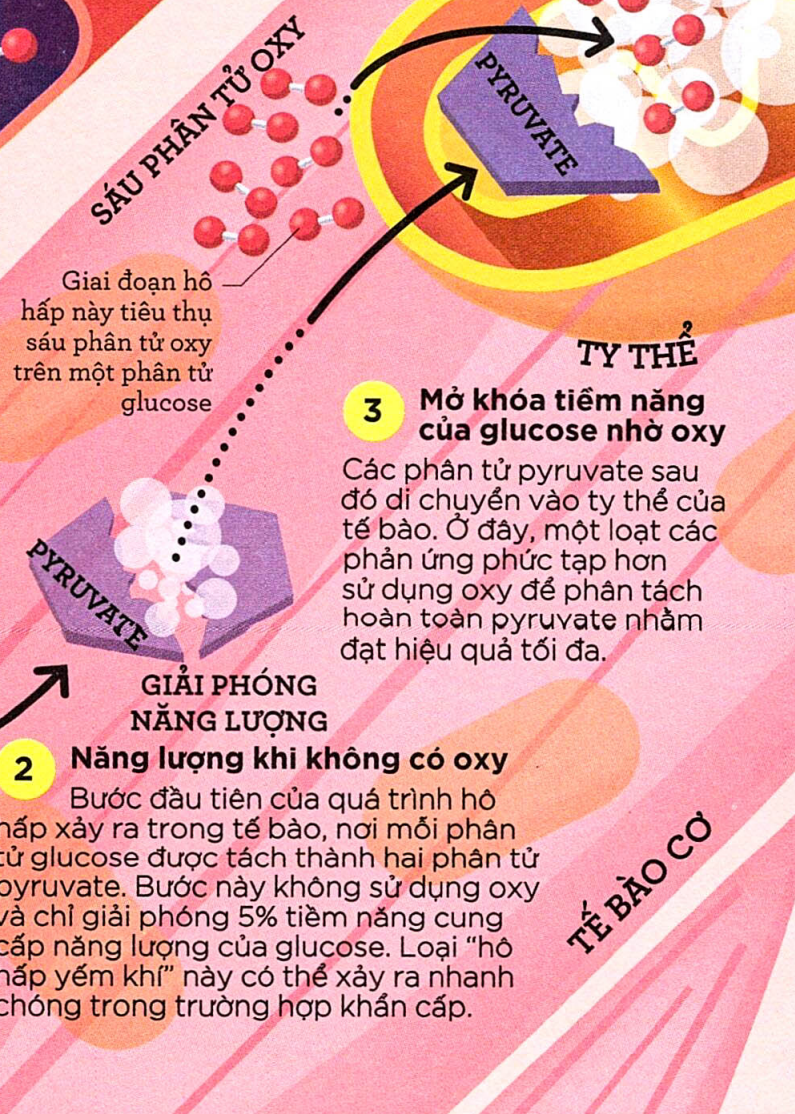 SÁU PHÂN TỬ OXY
PYRUVATE
Giai đoạn hô
hấp này tiêu thụ
sáu phân tử oxy
trên một phân tử
glucose
TY THỂ
3 Mở khóa tiềm năng
của glucose nhờ oxy
Các phân tử pyruvate sau
đó di chuyển vào ty thể của
tế bào. Ở đây, một loạt các
phản ứng phức tạp hơn
sử dụng oxy để phân tách
hoàn toàn pyruvate nhằm
đạt hiệu quả tối đa.
PYRUVATE
GIẢI PHÓNG
NĂNG LƯỢNG
2 Năng lượng khi không có oxy
Bước đầu tiên của quá trình hô
hấp xảy ra trong tế bào, nơi mỗi phân
tử glucose được tách thành hai phân tử
pyruvate. Bước này không sử dụng oxy
và chỉ giải phóng 5% tiềm năng cung
cấp năng lượng của glucose. Loại “hô
hấp yếm khí” này có thể xảy ra nhanh
chóng trong trường hợp khẩn cấp.
TẾ BÀO CƠ